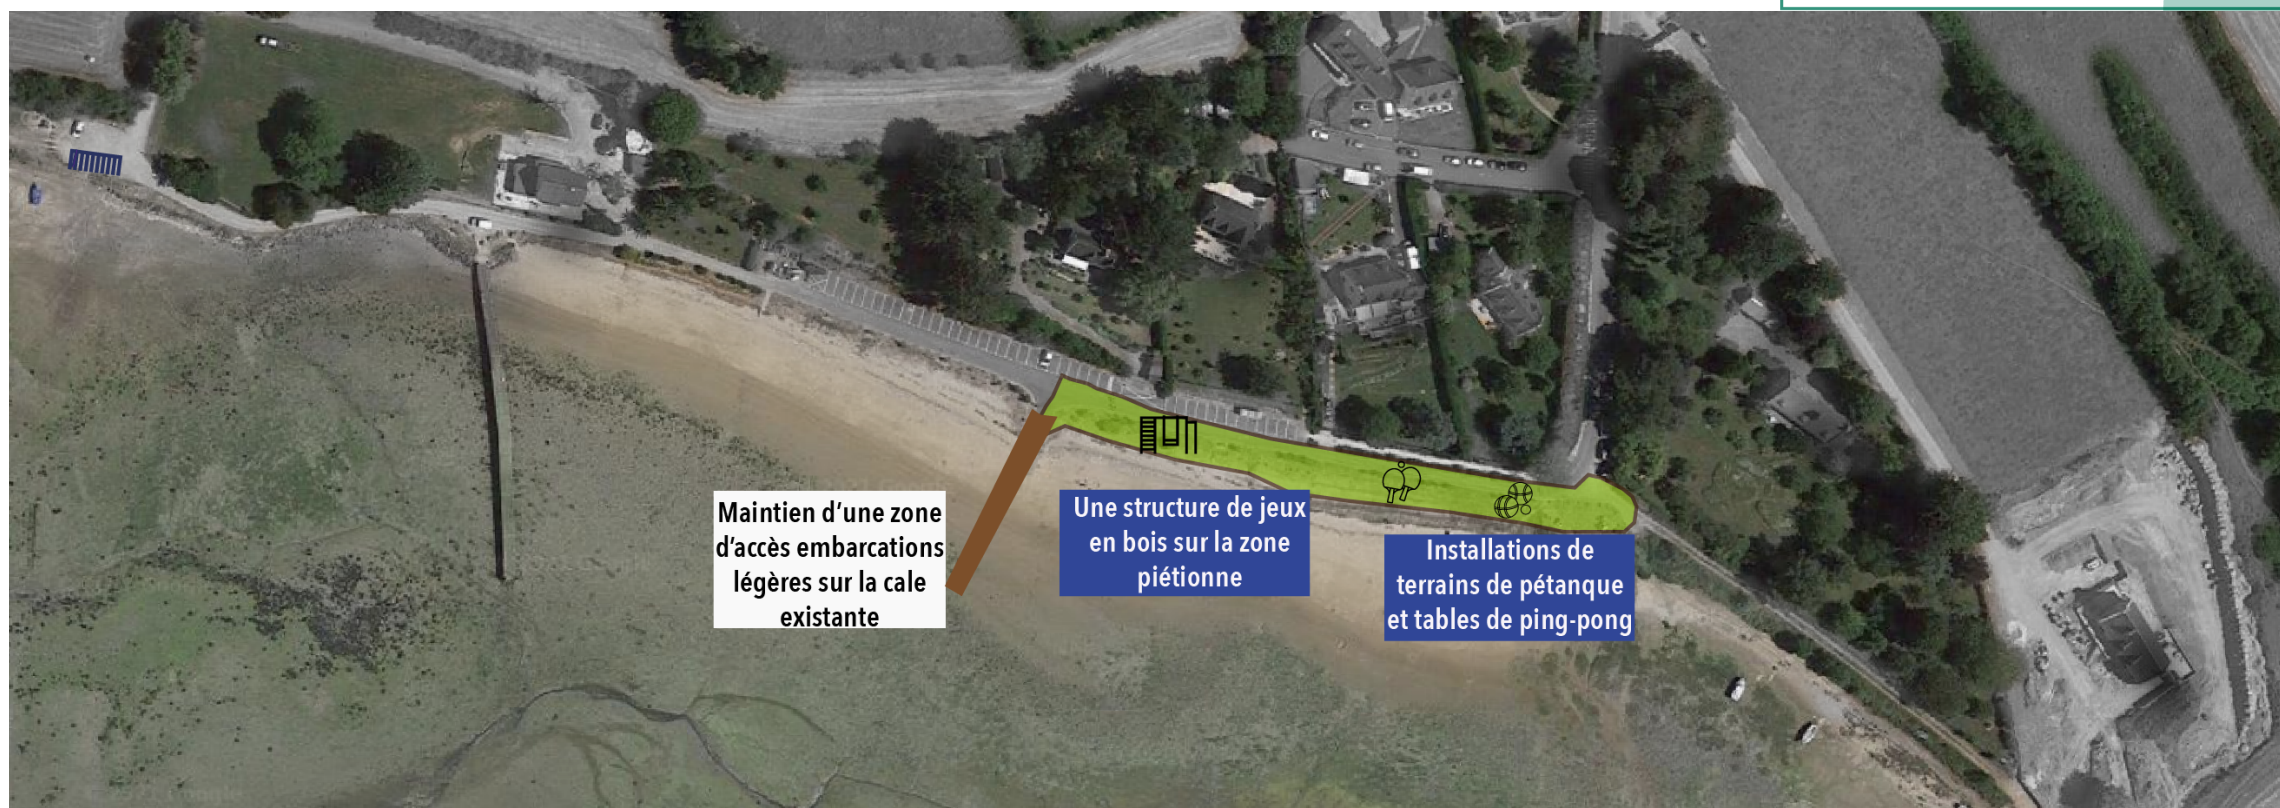 Maintien d’une zone
d’accès embarcations
légères sur la cale
existante
Une structure de jeux
en bois sur la zone
piétionne
Installations de
terrains de pétanque
et tables de ping-pong